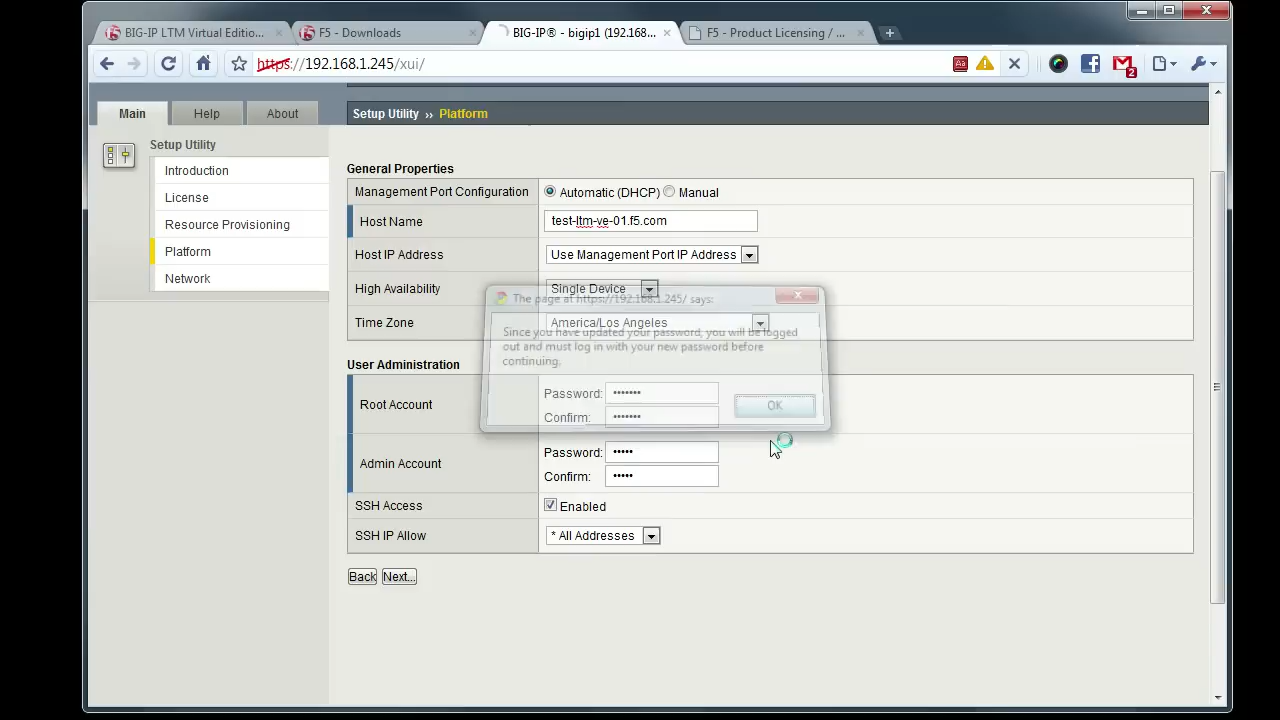 BIG-IP LTM Virtual Editio...
F5 - Downloads
BIG-IP® - bigip1 (192.168...
F5 - Product Licensing / ...
https://192.168.1.245/xui/
2
Main
Help
About
Setup Utility
Introduction
License
Resource Provisioning
Platform
Network
Setup Utility ›› Platform
General Properties
Management Port Configuration
Automatic (DHCP) Manual
Host Name
test-ltm-ve-01.f5.com
Host IP Address
Use Management Port IP Address
High Availability
Single Device
Time Zone
America/Los Angeles
The page at https://192.168.1.245/ says:
Since you have updated your password, you will be logged
out and must log in with your new password before
continuing.
OK
User Administration
Root Account
Password: •••••••
Confirm: •••••••
Admin Account
Password: •••••
Confirm: •••••
SSH Access
Enabled
SSH IP Allow
* All Addresses
Back Next...